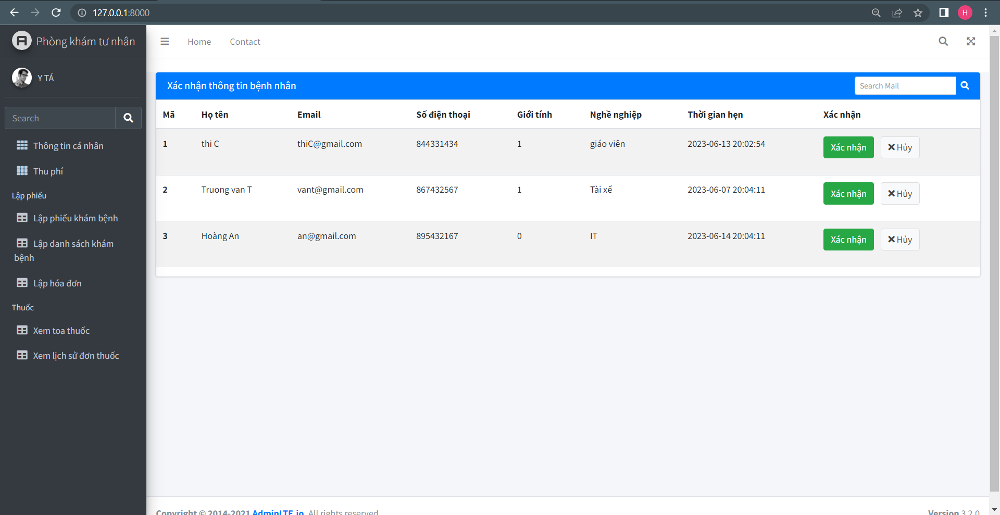 127.0.0.1:8000
H
Phòng khám tư nhân
Home
Contact
Y TÁ
Search
Thông tin cá nhân
Thu phí
Lập phiếu
Lập phiếu khám bệnh
Lập danh sách khám
bệnh
Lập hóa đơn
Thuốc
Xem toa thuốc
Xem lịch sử đơn thuốc
Xác nhận thông tin bệnh nhân
Search Mail
Mã Họ tên Email Số điện thoại Giới tính Nghề nghiệp Thời gian hẹn Xác nhận
1 thi C thiC@gmail.com 844331434 1 giáo viên 2023-06-13 20:02:54 Xác nhận Hủy
2 Truong van T vant@gmail.com 867432567 1 Tài xế 2023-06-07 20:04:11 Xác nhận Hủy
3 Hoàng An an@gmail.com 895432167 0 IT 2023-06-14 20:04:11 Xác nhận Hủy
Copyright © 2014-2021 AdminLTE.io. All rights reserved.
Version 3.2.0